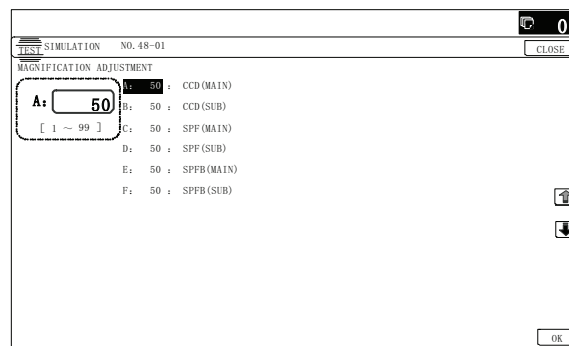 0
TEST SIMULATION NO. 48-01 CLOSE
MAGNIFICATION ADJUSTMENT
A: 50
[ 1 ~ 99 ]
A: 50 : CCD(MAIN)
B: 50 : CCD(SUB)
C: 50 : SPF(MAIN)
D: 50 : SPF(SUB)
E: 50 : SPFB(MAIN)
F: 50 : SPFB(SUB)
OK